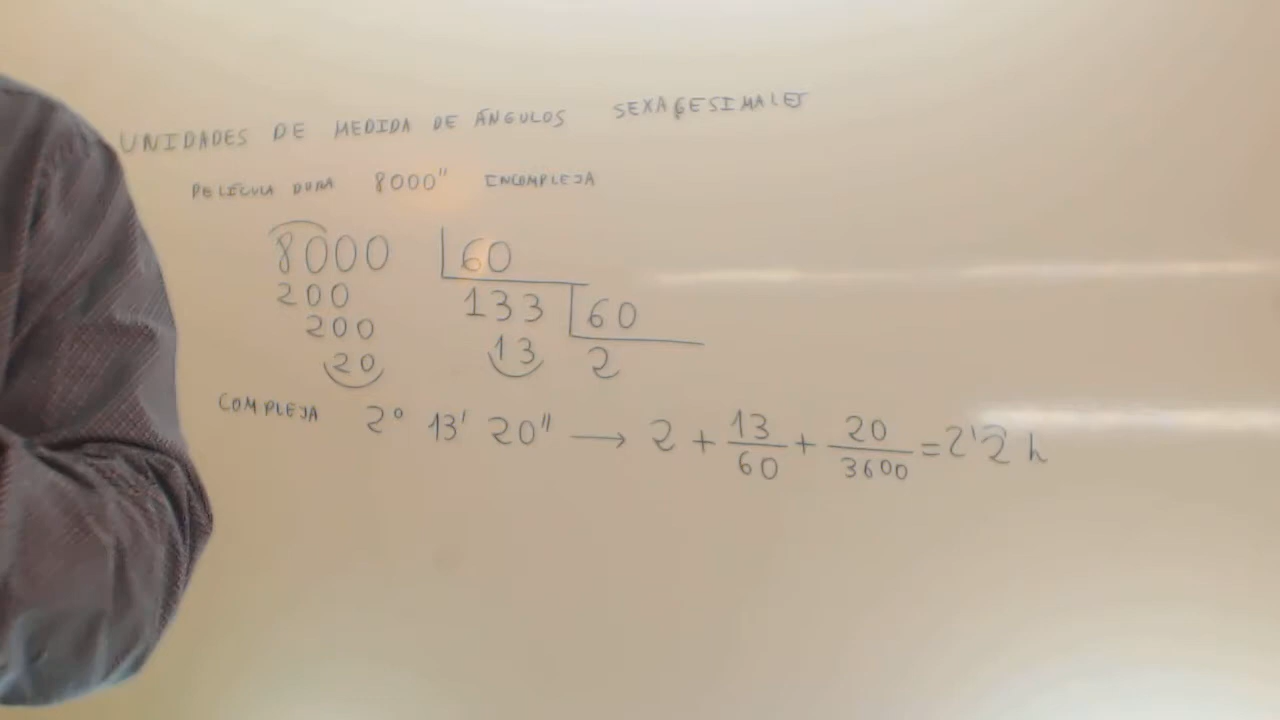 UNIDADES DE MEDIDA DE ÁNGULOS SEXAGESIMALES
PELÍCULA DURA 8000" INCOMPLEJA
8000 60
200 133 60
200 13 2
20
COMPLEJA 2º 13' 20" → 2 + 13/60 + 20/3600 = 2'2 h